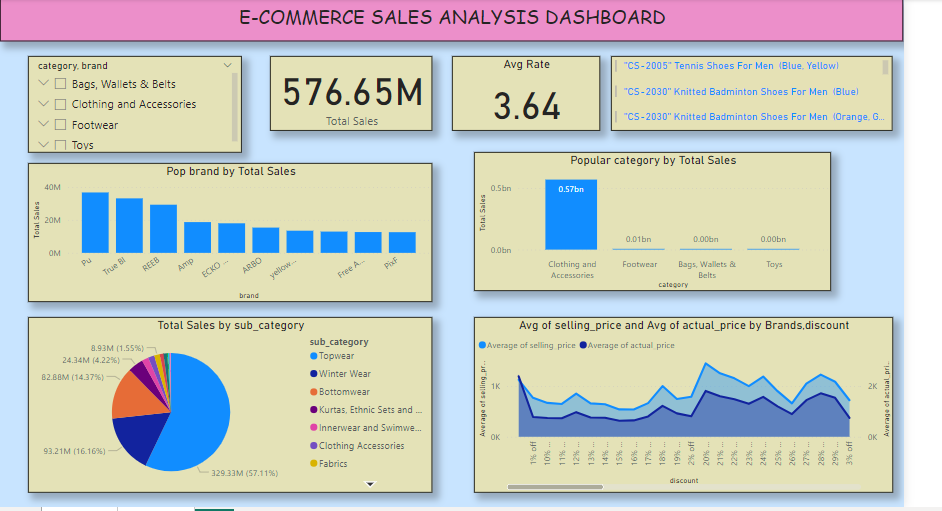 E-COMMERCE SALES ANALYSIS DASHBOARD
category, brand
Bags, Wallets & Belts
Clothing and Accessories
Footwear
Toys
576.65M
Total Sales
Avg Rate
3.64
"CS-2005" Tennis Shoes For Men (Blue, Yellow)
"CS-2030" Knitted Badminton Shoes For Men (Blue)
"CS-2030" Knitted Badminton Shoes For Men (Orange, G...
Pop brand by Total Sales
Total Sales
40M
20M
0M
Pu
True Bl
REEB
Amp
ECKO ...
ARBO
yellow...
Free A...
PixF
brand
Popular category by Total Sales
Total Sales
0.5bn
0.0bn
0.57bn
0.01bn
0.00bn
0.00bn
Clothing and
Accessories
Footwear
Bags, Wallets &
Belts
Toys
category
Total Sales by sub_category
8.93M (1.55%)
24.34M (4.22%)
82.88M (14.37%)
93.21M (16.16%)
329.33M (57.11%)
sub_category
Topwear
Winter Wear
Bottomwear
Kurtas, Ethnic Sets and ...
Innerwear and Swimwe...
Clothing Accessories
Fabrics
Avg of selling_price and Avg of actual_price by Brands,discount
Average of selling_price
Average of actual_price
Average of selling_pr...
1K
0K
2K
0K
Average of actual_pri...
1% off
10% ...
11% ...
12% ...
13% ...
14% ...
15% ...
16% ...
17% ...
18% ...
19% ...
2% off
20% ...
21% ...
22% ...
23% ...
24% ...
25% ...
26% ...
27% ...
28% ...
29% ...
3% off
discount